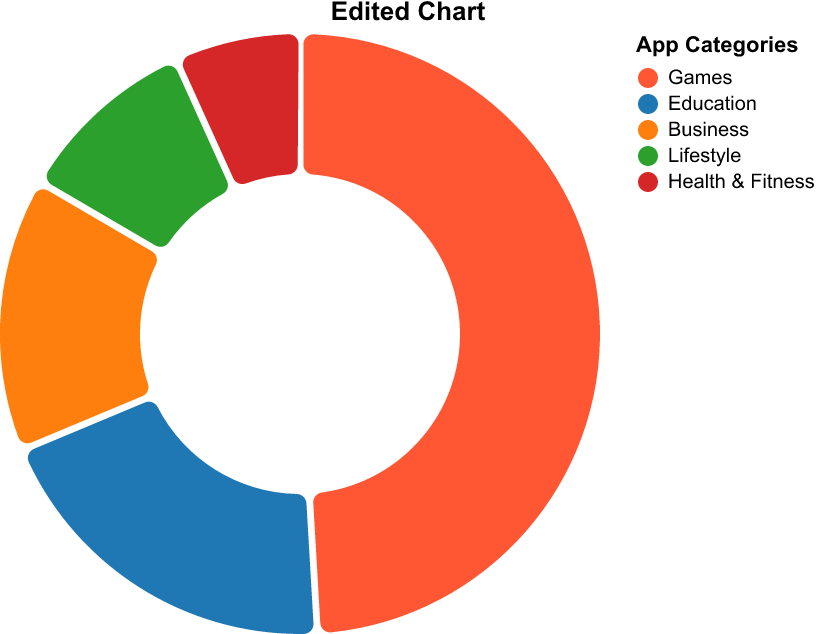 Edited Chart
App Categories
Games
Education
Business
Lifestyle
Health & Fitness